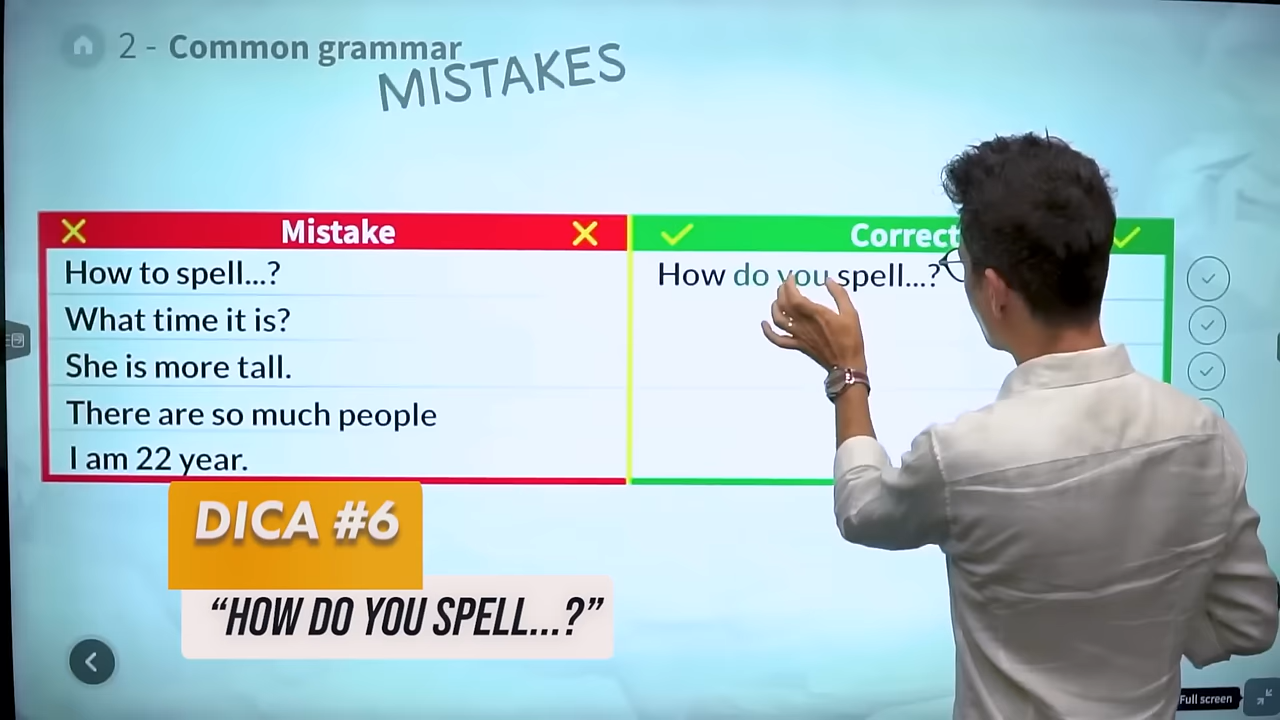 2 - Common grammar
MISTAKES
Mistake
Correct
How to spell...?
How do you spell...?
What time it is?
She is more tall.
There are so much people
I am 22 year.
DICA #6
“HOW DO YOU SPELL...?”
Full screen